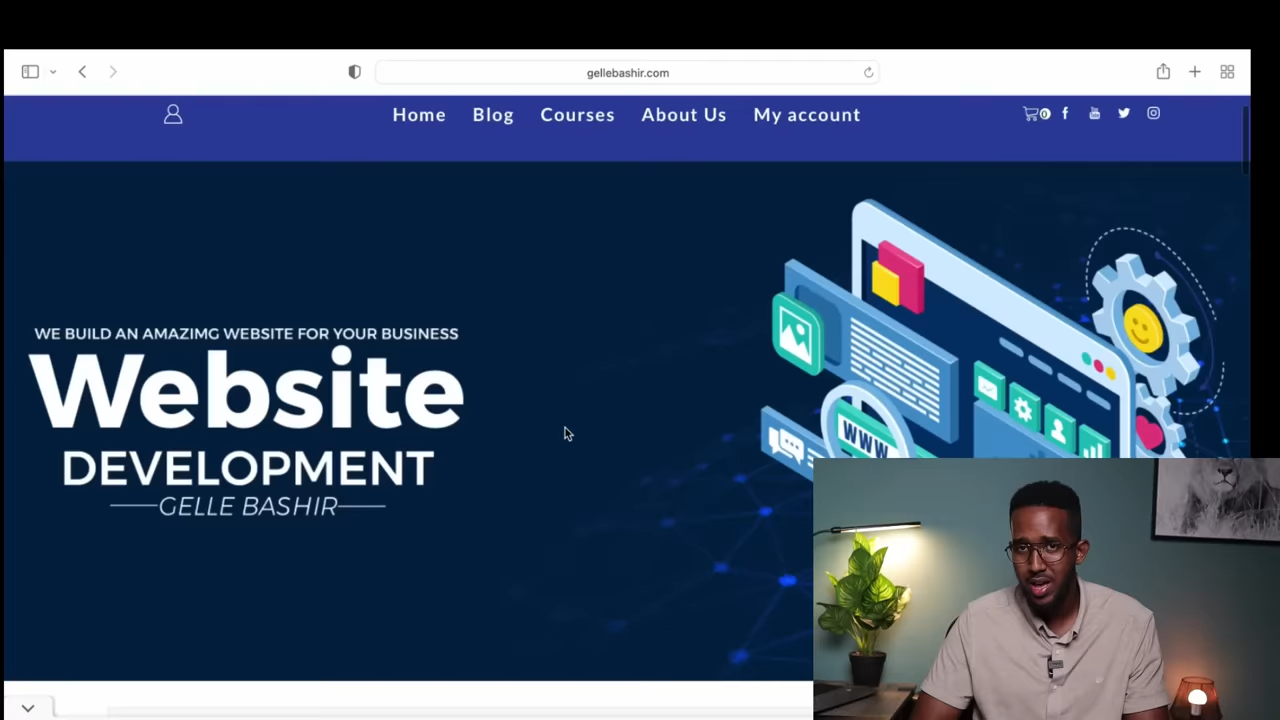 gellebashir.com
Home Blog Courses About Us My account
0
WE BUILD AN AMAZIMG WEBSITE FOR YOUR BUSINESS
Website
DEVELOPMENT
GELLE BASHIR
WWW